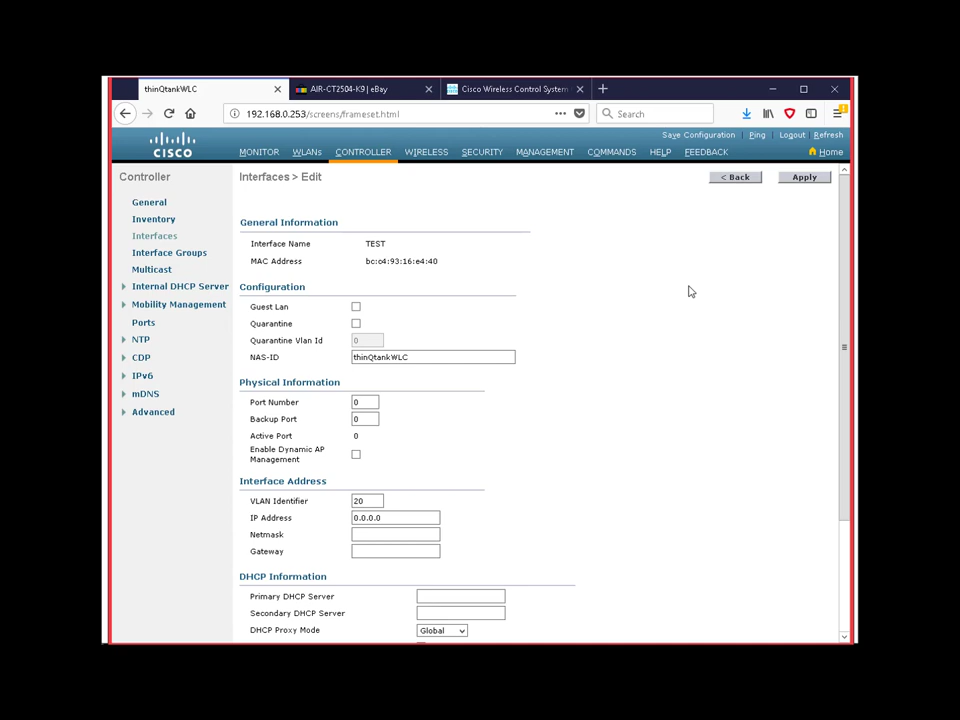 thinQtankWLC
AIR-CT2504-K9 | eBay
Cisco Wireless Control System
192.168.0.253/screens/frameset.html
Search
Save Configuration | Ping | Logout | Refresh
CISCO
MONITOR WLANs CONTROLLER WIRELESS SECURITY MANAGEMENT COMMANDS HELP FEEDBACK Home
Controller
General
Inventory
Interfaces
Interface Groups
Multicast
Internal DHCP Server
Mobility Management
Ports
NTP
CDP
IPv6
mDNS
Advanced
Interfaces > Edit
< Back
Apply
General Information
Interface Name TEST
MAC Address bc:c4:93:16:e4:40
Configuration
Guest Lan
Quarantine
Quarantine Vlan Id 0
NAS-ID thinQtankWLC
Physical Information
Port Number 0
Backup Port 0
Active Port 0
Enable Dynamic AP
Management
Interface Address
VLAN Identifier 20
IP Address 0.0.0.0
Netmask
Gateway
DHCP Information
Primary DHCP Server
Secondary DHCP Server
DHCP Proxy Mode Global